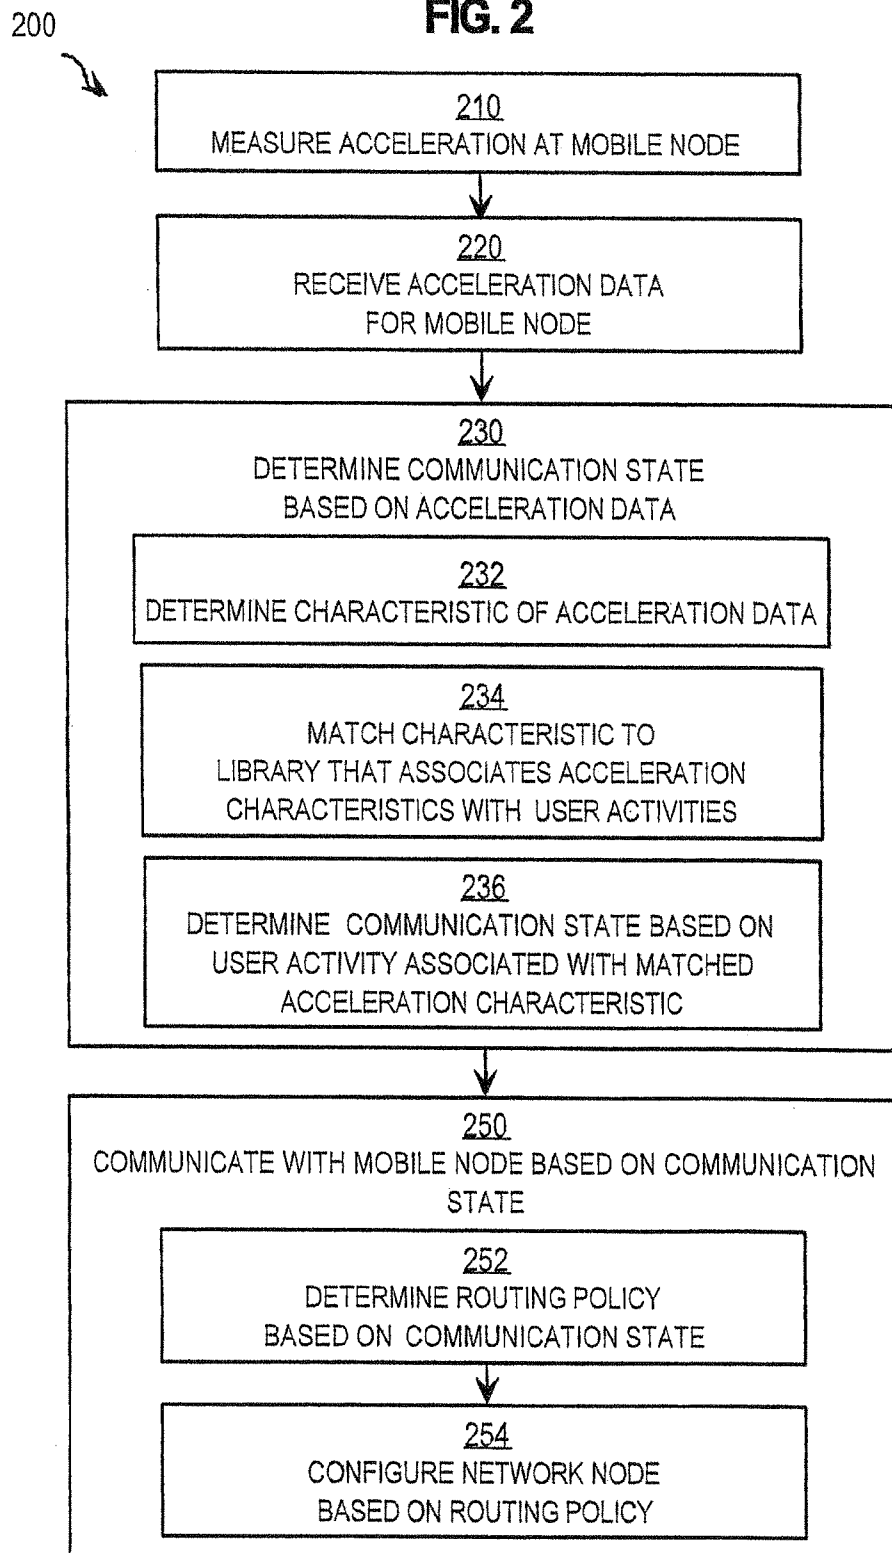 FIG. 2
200
210
MEASURE ACCELERATION AT MOBILE NODE
220
RECEIVE ACCELERATION DATA
FOR MOBILE NODE
230
DETERMINE COMMUNICATION STATE
BASED ON ACCELERATION DATA
232
DETERMINE CHARACTERISTIC OF ACCELERATION DATA
234
MATCH CHARACTERISTIC TO
LIBRARY THAT ASSOCIATES ACCELERATION
CHARACTERISTICS WITH USER ACTIVITIES
236
DETERMINE COMMUNICATION STATE BASED ON
USER ACTIVITY ASSOCIATED WITH MATCHED
ACCELERATION CHARACTERISTIC
250
COMMUNICATE WITH MOBILE NODE BASED ON COMMUNICATION
STATE
252
DETERMINE ROUTING POLICY
BASED ON COMMUNICATION STATE
254
CONFIGURE NETWORK NODE
BASED ON ROUTING POLICY